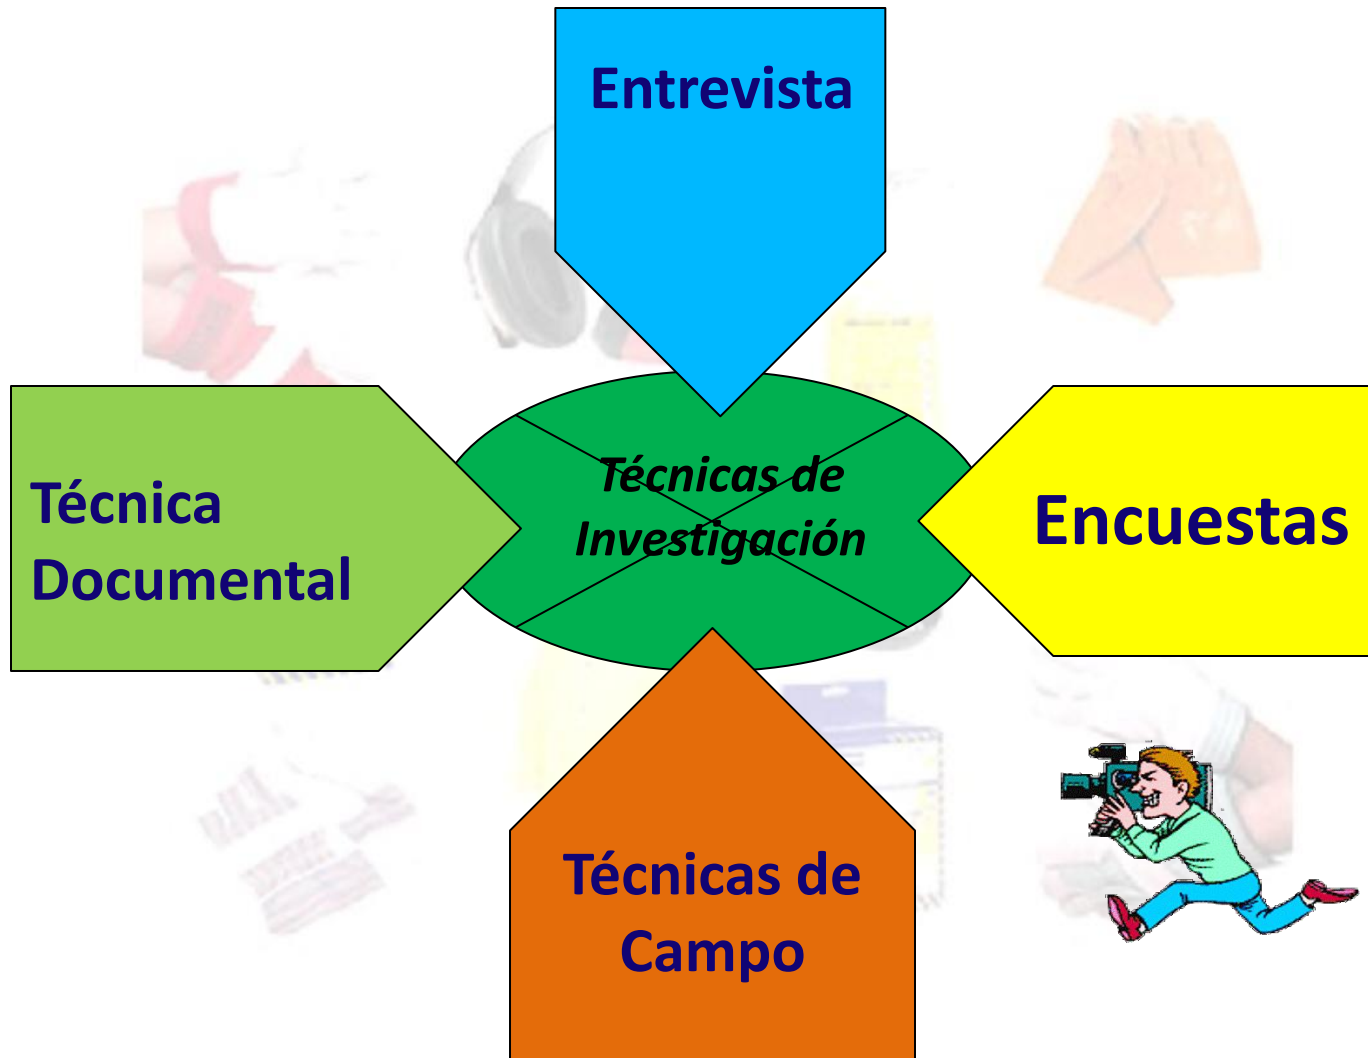 Entrevista
Técnicas de
Investigación
Técnica
Documental
Encuestas
Técnicas de
Campo